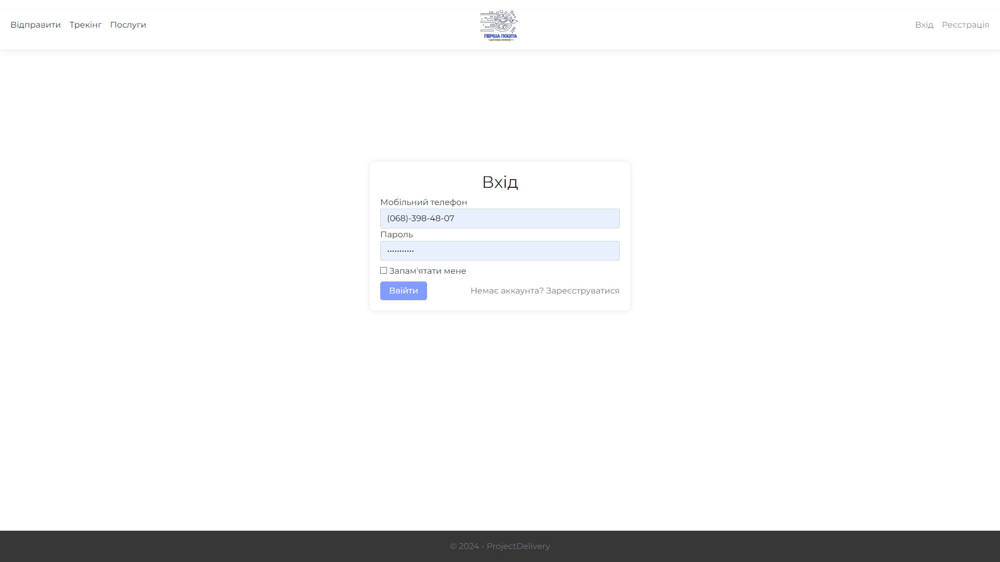 Відправити Трекінг Послуги
ПЕРША ПОШТА
Вхід Реєстрація
Вхід
Мобільний телефон
(068)-398-48-07
Пароль
Запам'ятати мене
Ввійти
Немає аккаунта? Зареєструватися
© 2024 - ProjectDelivery